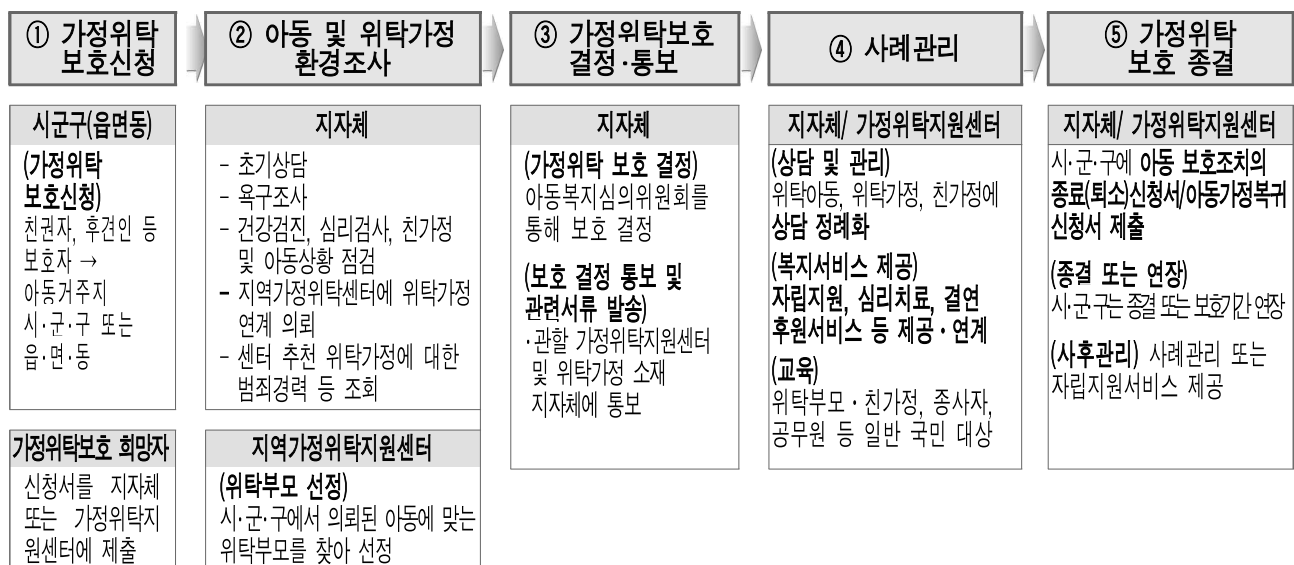 ① 가정위탁
보호신청
② 아동 및 위탁가정
환경조사
③ 가정위탁보호
결정·통보
④ 사례관리
⑤ 가정위탁
보호 종결
시군구(읍면동)
(가정위탁
보호신청)
친권자, 후견인 등
보호자 →
아동거주지
시·군·구 또는
읍·면·동
가정위탁보호 희망자
신청서를 지자체
또는 가정위탁지
원센터에 제출
지자체
- 초기상담
- 욕구조사
- 건강검진, 심리검사, 친가정
및 아동상황 점검
- 지역가정위탁센터에 위탁가정
연계 의뢰
- 센터 추천 위탁가정에 대한
범죄경력 등 조회
지역가정위탁지원센터
(위탁부모 선정)
시·군·구에서 의뢰된 아동에 맞는
위탁부모를 찾아 선정
지자체
(가정위탁 보호 결정)
아동복지심의위원회를
통해 보호 결정
(보호 결정 통보 및
관련서류 발송)
·관할 가정위탁지원센터
및 위탁가정 소재
지자체에 통보
지자체/ 가정위탁지원센터
(상담 및 관리)
위탁아동, 위탁가정, 친가정에
상담 정례화
(복지서비스 제공)
자립지원, 심리치료, 결연
후원서비스 등 제공·연계
(교육)
위탁부모·친가정, 종사자,
공무원 등 일반 국민 대상
지자체/ 가정위탁지원센터
시·군·구에 아동 보호조치의
종료(퇴소)신청서/아동가정복귀
신청서 제출
(종결 또는 연장)
시·군·구는 종결 또는 보호기간 연장
(사후관리) 사례관리 또는
자립지원서비스 제공